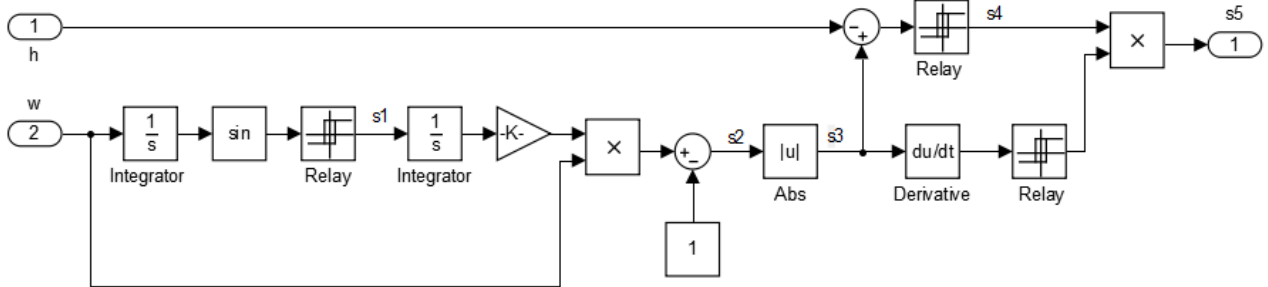 1
h
s4
Relay
×
s5
1
w
2
1
s
Integrator
sin
Relay
s1
1
s
Integrator
-K-
×
s2
|u|
Abs
s3
du/dt
Derivative
Relay
1